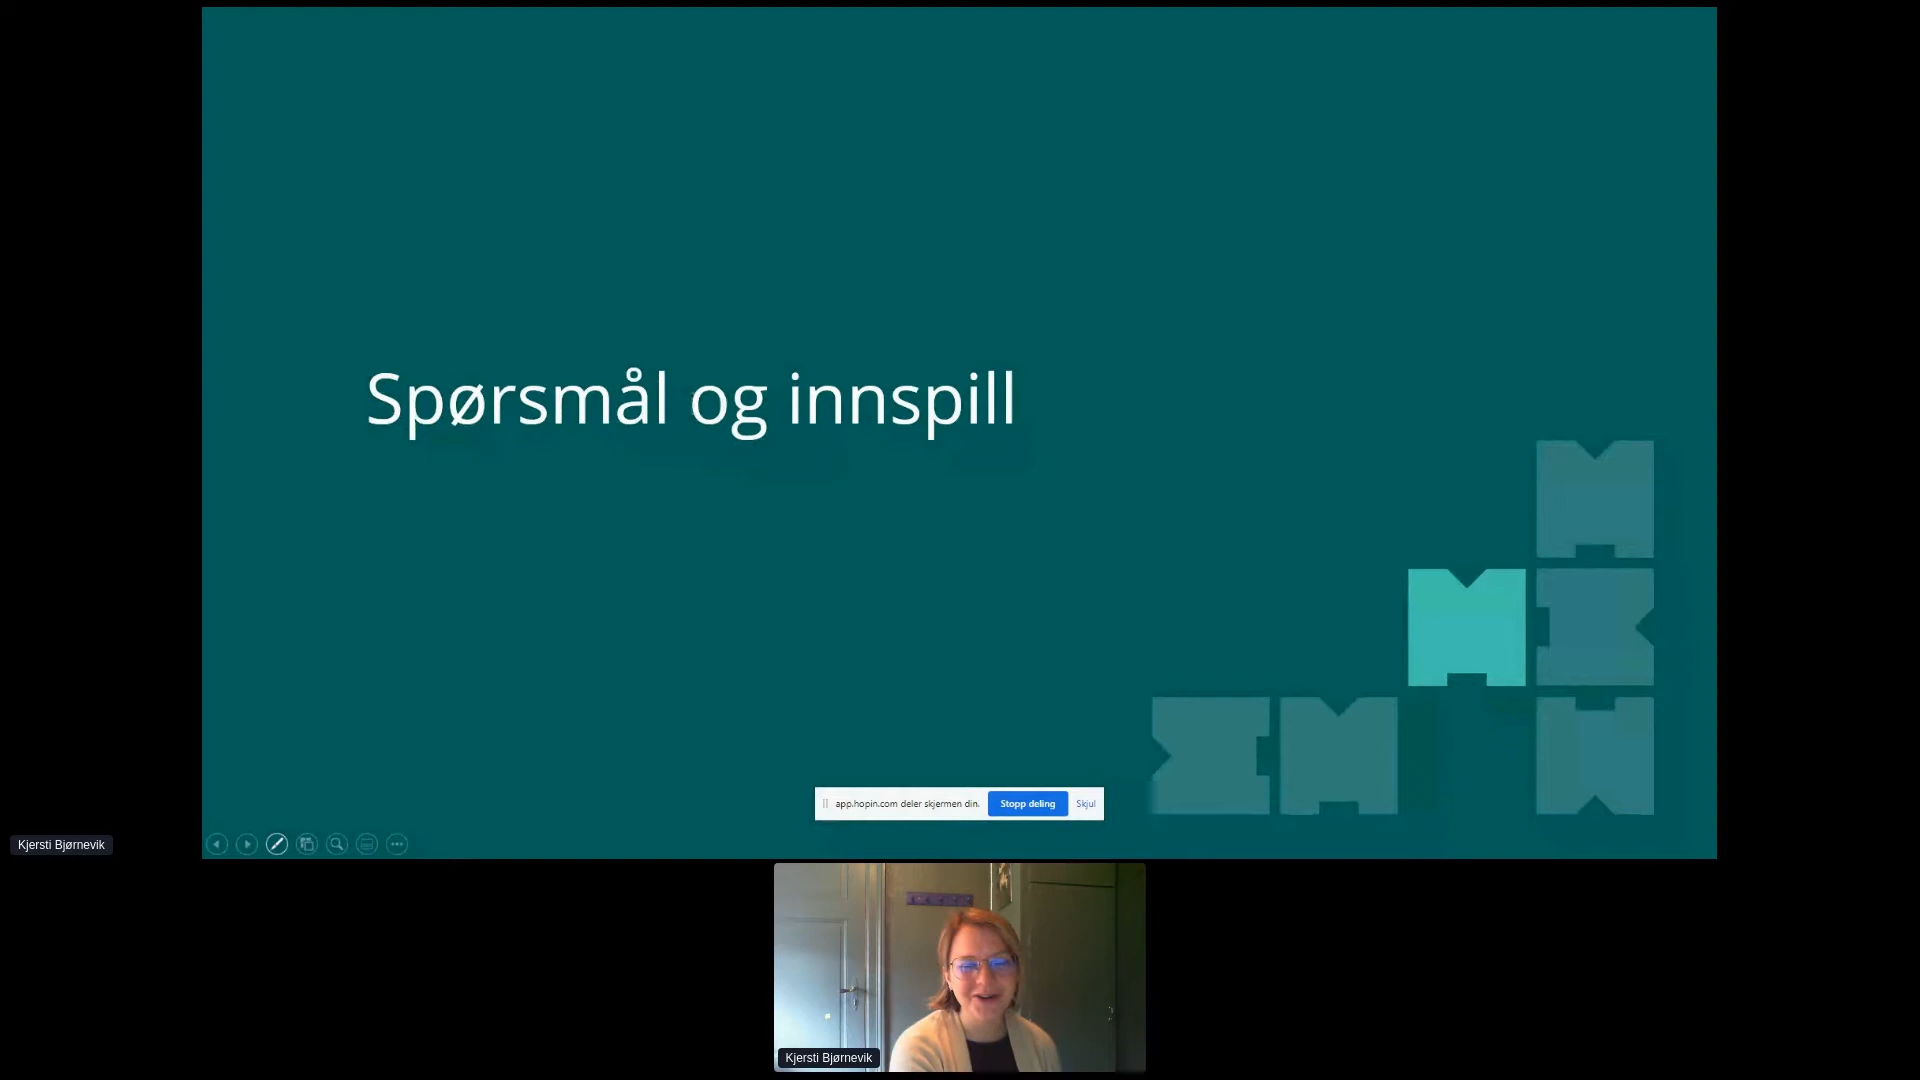 Spørsmål og innspill
app.hopin.com deler skjermen din.
Stopp deling
Skjul
Kjersti Bjørnevik
Kjersti Bjørnevik